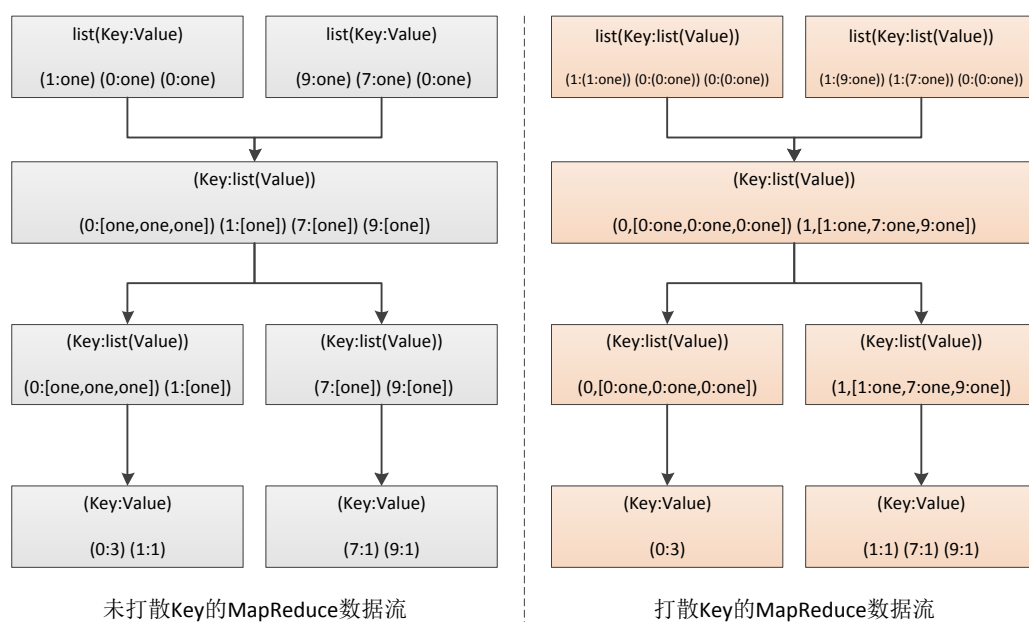 list(Key:Value)
(1:one) (0:one) (0:one)
list(Key:Value)
(9:one) (7:one) (0:one)
(Key:list(Value))
(0:[one,one,one]) (1:[one]) (7:[one]) (9:[one])
(Key:list(Value))
(0:[one,one,one]) (1:[one])
(Key:list(Value))
(7:[one]) (9:[one])
(Key:Value)
(0:3) (1:1)
(Key:Value)
(7:1) (9:1)
未打散Key的MapReduce数据流
list(Key:list(Value))
(1:(1:one)) (0:(0:one)) (0:(0:one))
list(Key:list(Value))
(1:(9:one)) (1:(7:one)) (0:(0:one))
(Key:list(Value))
(0,[0:one,0:one,0:one]) (1,[1:one,7:one,9:one])
(Key:list(Value))
(0,[0:one,0:one,0:one])
(Key:list(Value))
(1,[1:one,7:one,9:one])
(Key:Value)
(0:3)
(Key:Value)
(1:1) (7:1) (9:1)
打散Key的MapReduce数据流